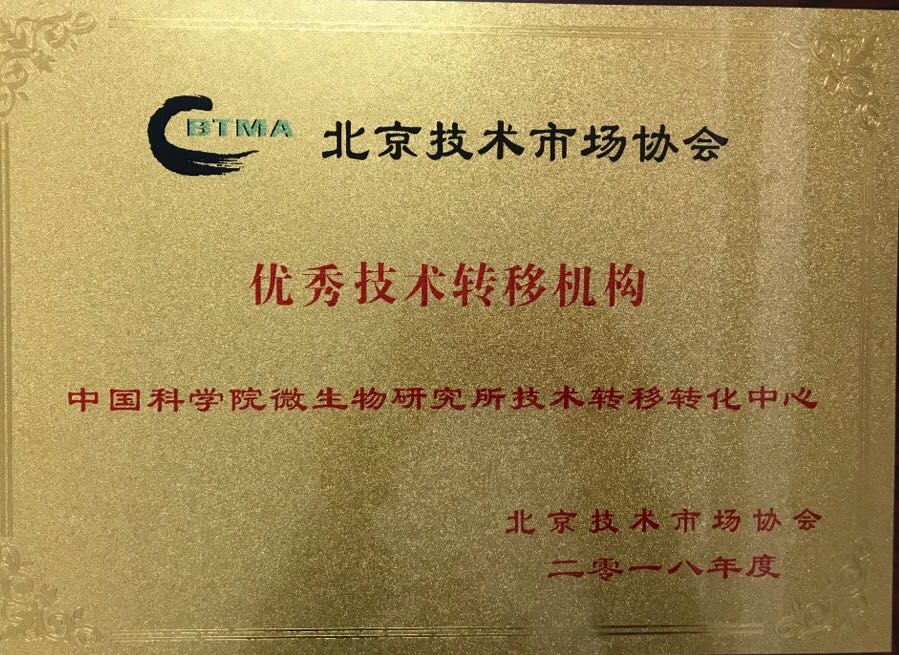 BTMA 北京技术市场协会
优秀技术转移机构
中国科学院微生物研究所技术转移转化中心
北京技术市场协会
二零一八年度